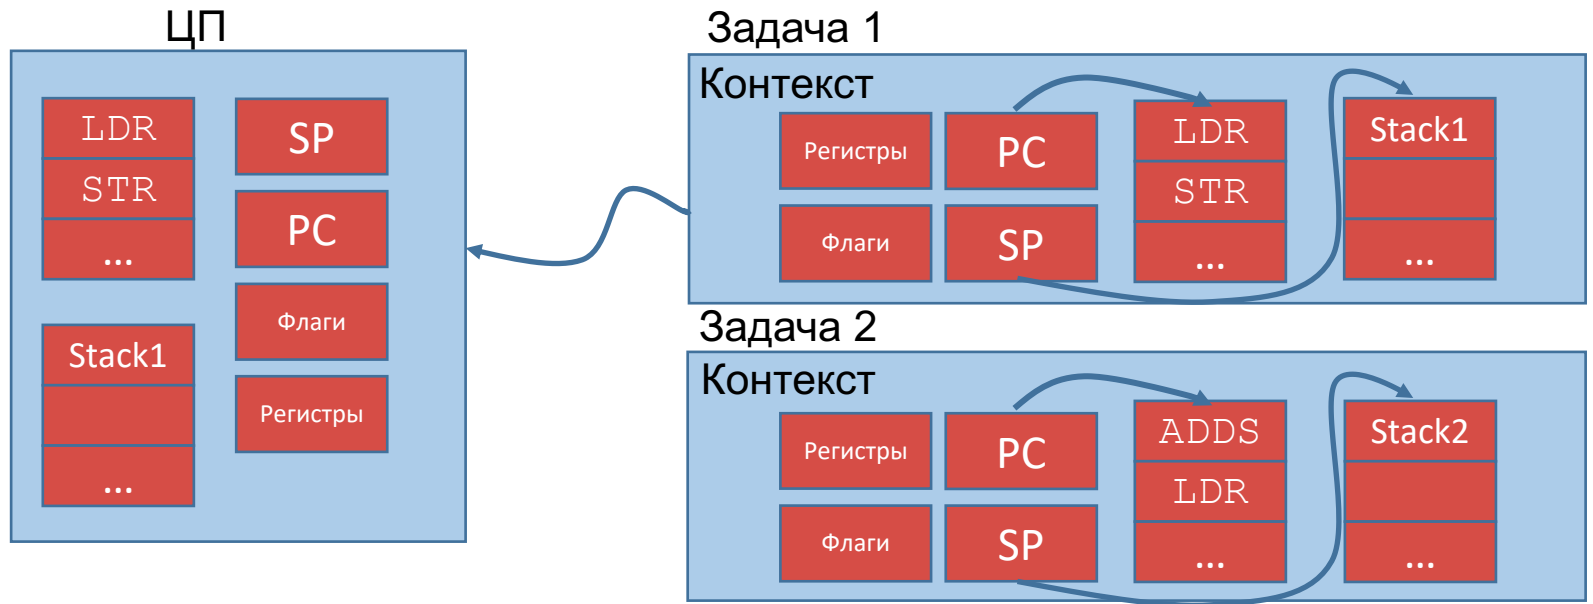 ЦП
LDR
STR
...
Stack1
...
SP
PC
Флаги
Регистры
Задача 1
Контекст
Регистры
PC
Флаги
SP
LDR
STR
...
Stack1
...
Задача 2
Контекст
Регистры
PC
Флаги
SP
ADDS
LDR
...
Stack2
...